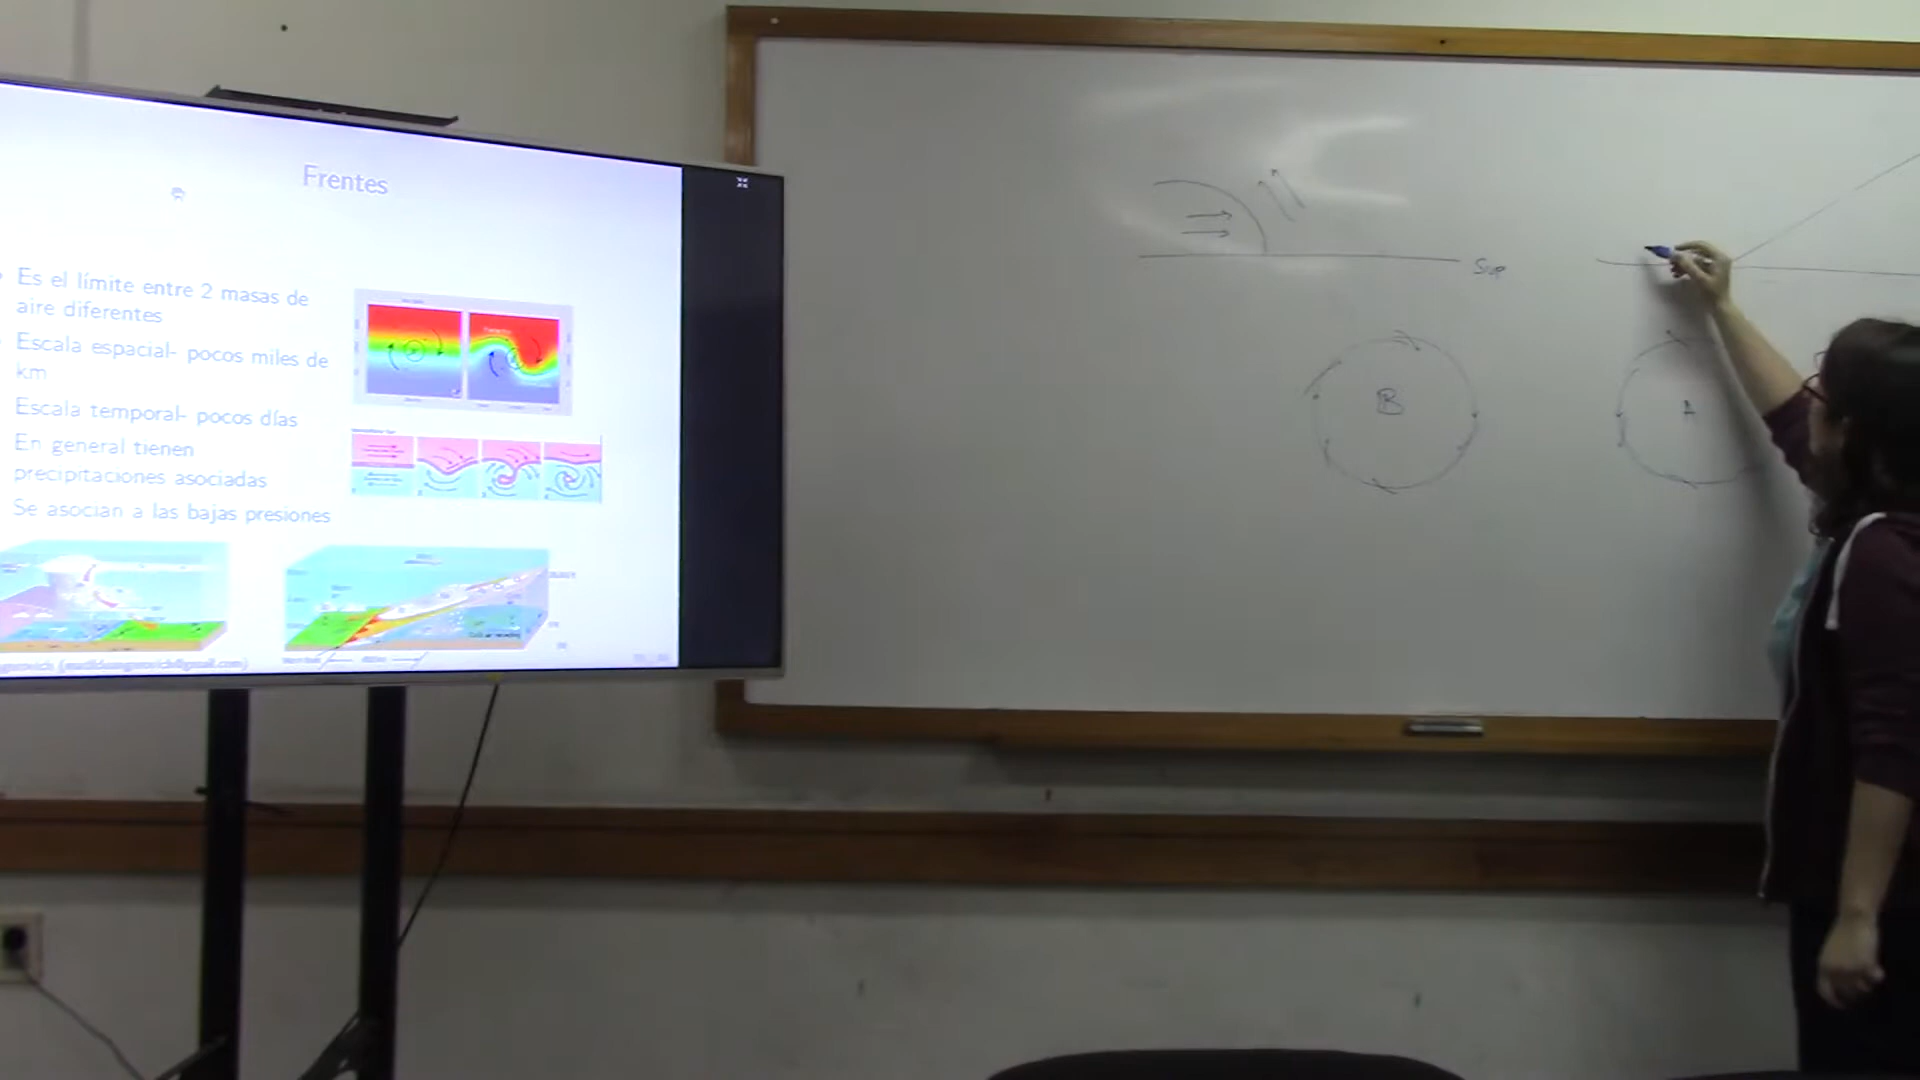 Frentes
Es el límite entre 2 masas de
aire diferentes
Escala espacial- pocos miles de
km
Escala temporal- pocos días
En general tienen
precipitaciones asociadas
Se asocian a las bajas presiones
Sup
B
A